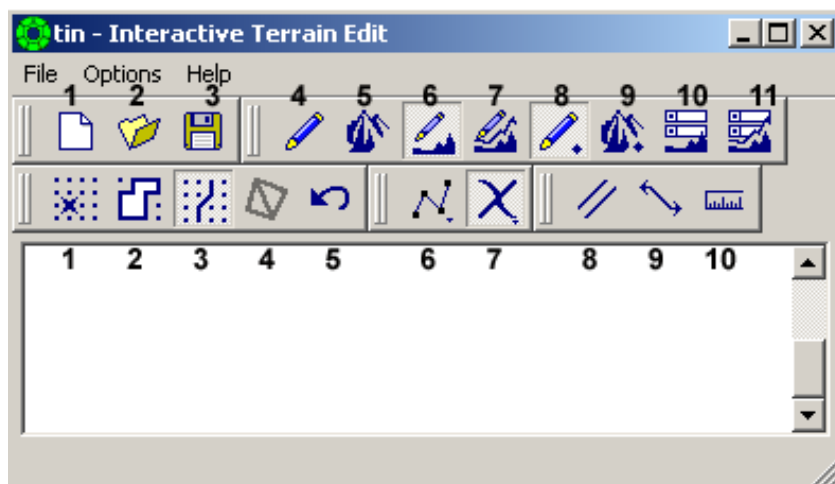 tin - Interactive Terrain Edit
File Options Help
1 2 3 4 5 6 7 8 9 10 11
1 2 3 4 5 6 7 8 9 10